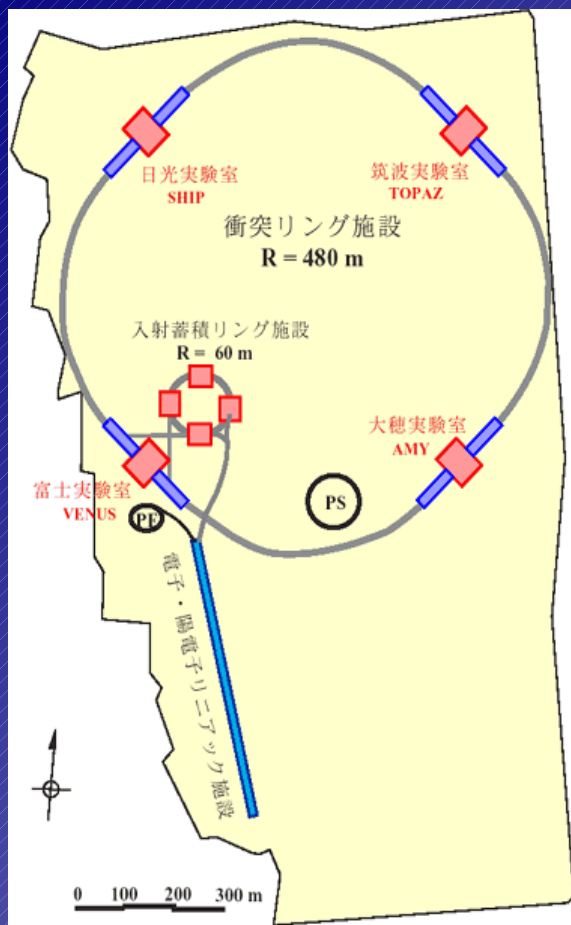 日光実験室
SHIP
筑波実験室
TOPAZ
衝突リング施設
R = 480 m
入射蓄積リング施設
R = 60 m
大穂実験室
AMY
富士実験室
VENUS
PF
PS
電子・陽電子リニアック施設
0 100 200 300 m